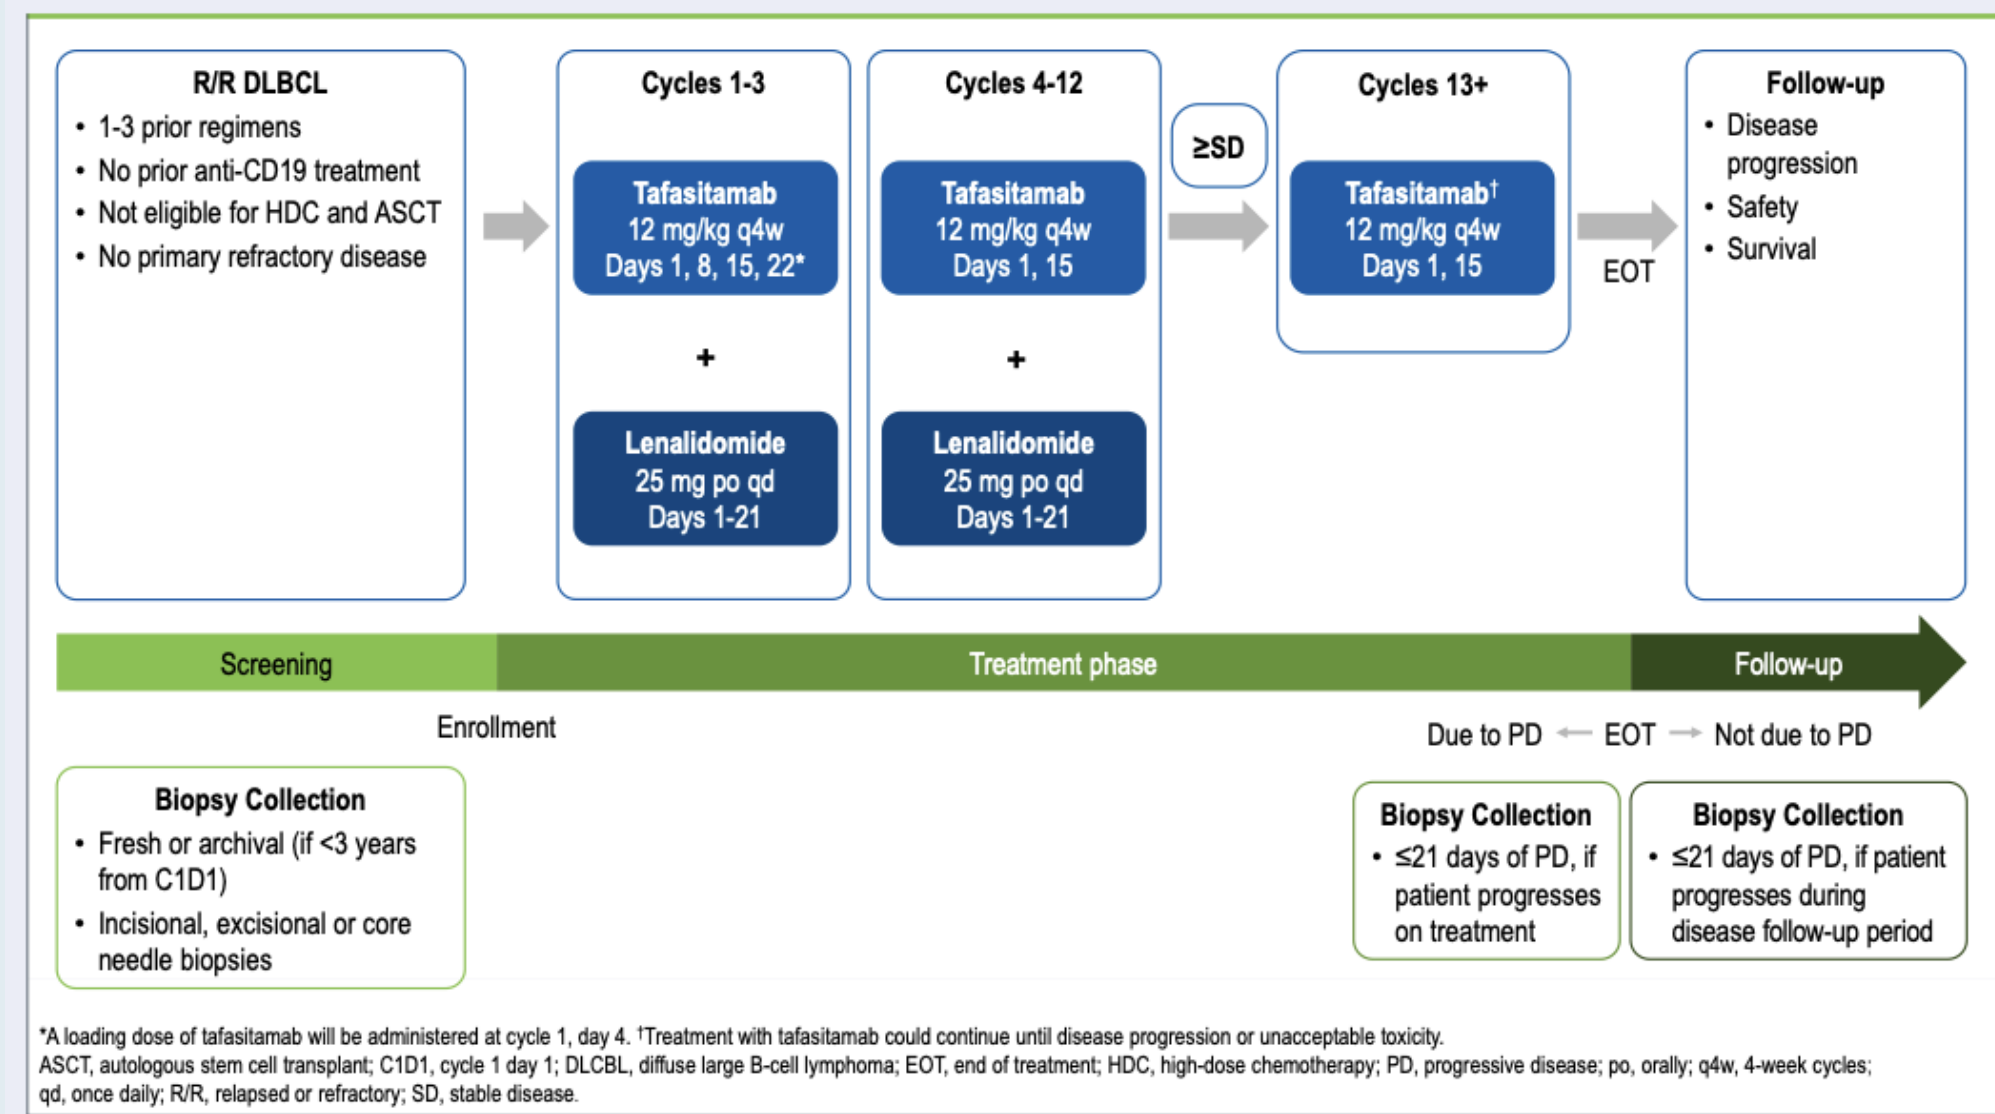 R/R DLBCL
• 1-3 prior regimens
• No prior anti-CD19 treatment
• Not eligible for HDC and ASCT
• No primary refractory disease
Cycles 1-3
Tafasitamab
12 mg/kg q4w
Days 1, 8, 15, 22*
+
Lenalidomide
25 mg po qd
Days 1-21
Cycles 4-12
Tafasitamab
12 mg/kg q4w
Days 1, 15
+
Lenalidomide
25 mg po qd
Days 1-21
≥SD
Cycles 13+
Tafasitamab†
12 mg/kg q4w
Days 1, 15
EOT
Follow-up
• Disease
progression
• Safety
• Survival
Screening
Treatment phase
Follow-up
Enrollment
Due to PD ← EOT → Not due to PD
Biopsy Collection
• Fresh or archival (if <3 years
from C1D1)
• Incisional, excisional or core
needle biopsies
Biopsy Collection
• ≤21 days of PD, if
patient progresses
on treatment
Biopsy Collection
• ≤21 days of PD, if patient
progresses during
disease follow-up period
*A loading dose of tafasitamab will be administered at cycle 1, day 4. †Treatment with tafasitamab could continue until disease progression or unacceptable toxicity.
ASCT, autologous stem cell transplant; C1D1, cycle 1 day 1; DLCBL, diffuse large B-cell lymphoma; EOT, end of treatment; HDC, high-dose chemotherapy; PD, progressive disease; po, orally; q4w, 4-week cycles;
qd, once daily; R/R, relapsed or refractory; SD, stable disease.